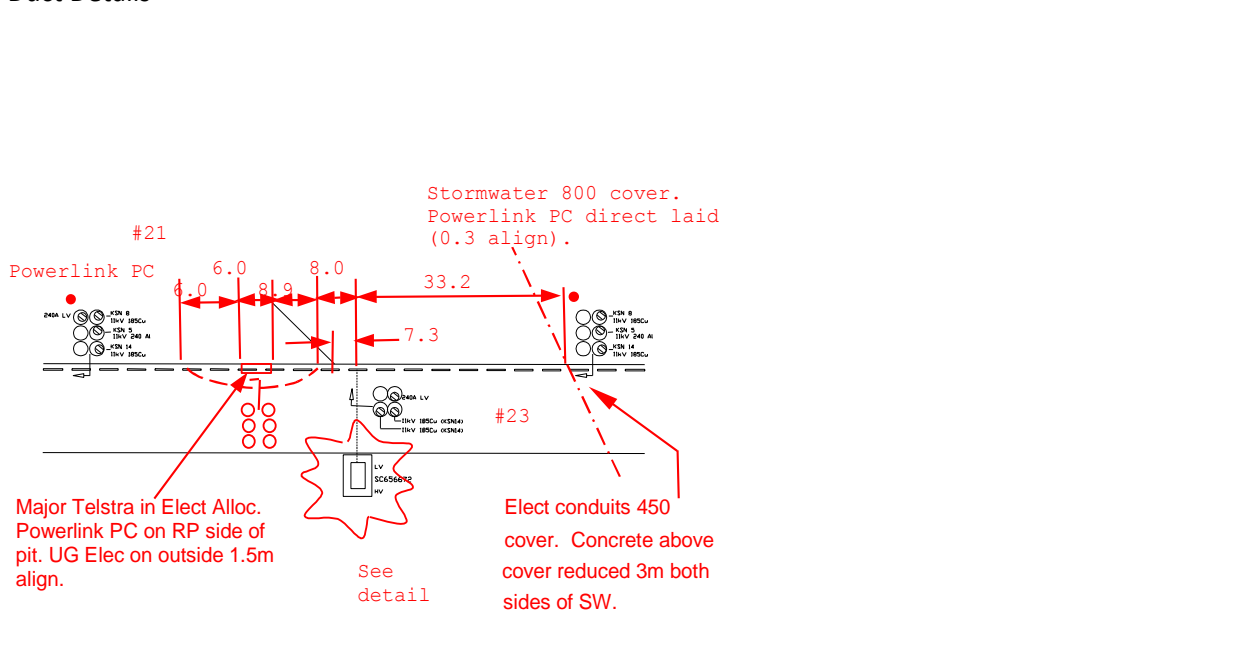 Stormwater 800 cover.
Powerlink PC direct laid
(0.3 align).
#21
Powerlink PC
6.0
8.0
6.0
8.9
33.2
7.3
240A LV
KSN 8
11kV 185Cu
KSN 5
11kV 240 Al
KSN 14
11kV 185Cu
KSN 8
11kV 185Cu
KSN 5
11kV 240 Al
KSN 14
11kV 185Cu
240A LV
11kV 185Cu (KSN14)
11kV 185Cu (KSN14)
#23
LV
SC656672
HV
Major Telstra in Elect Alloc.
Powerlink PC on RP side of
pit. UG Elec on outside 1.5m
align.
See
detail
Elect conduits 450
cover. Concrete above
cover reduced 3m both
sides of SW.